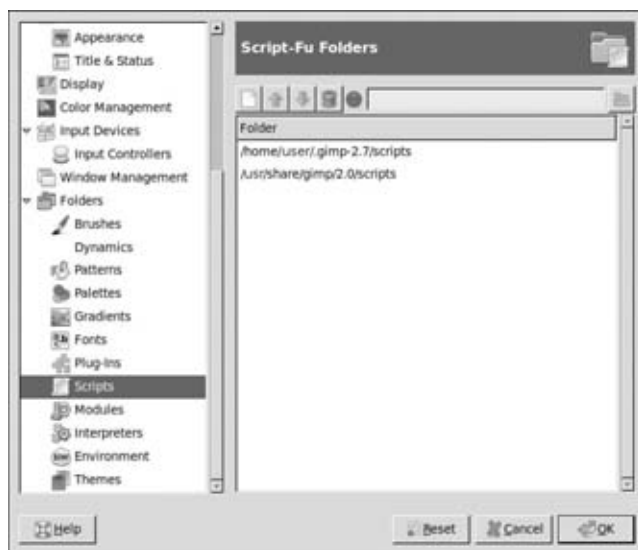 Appearance
Title & Status
Display
Color Management
Input Devices
Input Controllers
Window Management
Folders
Brushes
Dynamics
Patterns
Palettes
Gradients
Fonts
Plug-Ins
Scripts
Modules
Interpreters
Environment
Themes
Script-Fu Folders
Folder
/home/user/.gimp-2.7/scripts
/usr/share/gimp/2.0/scripts
Help
Reset
Cancel
OK